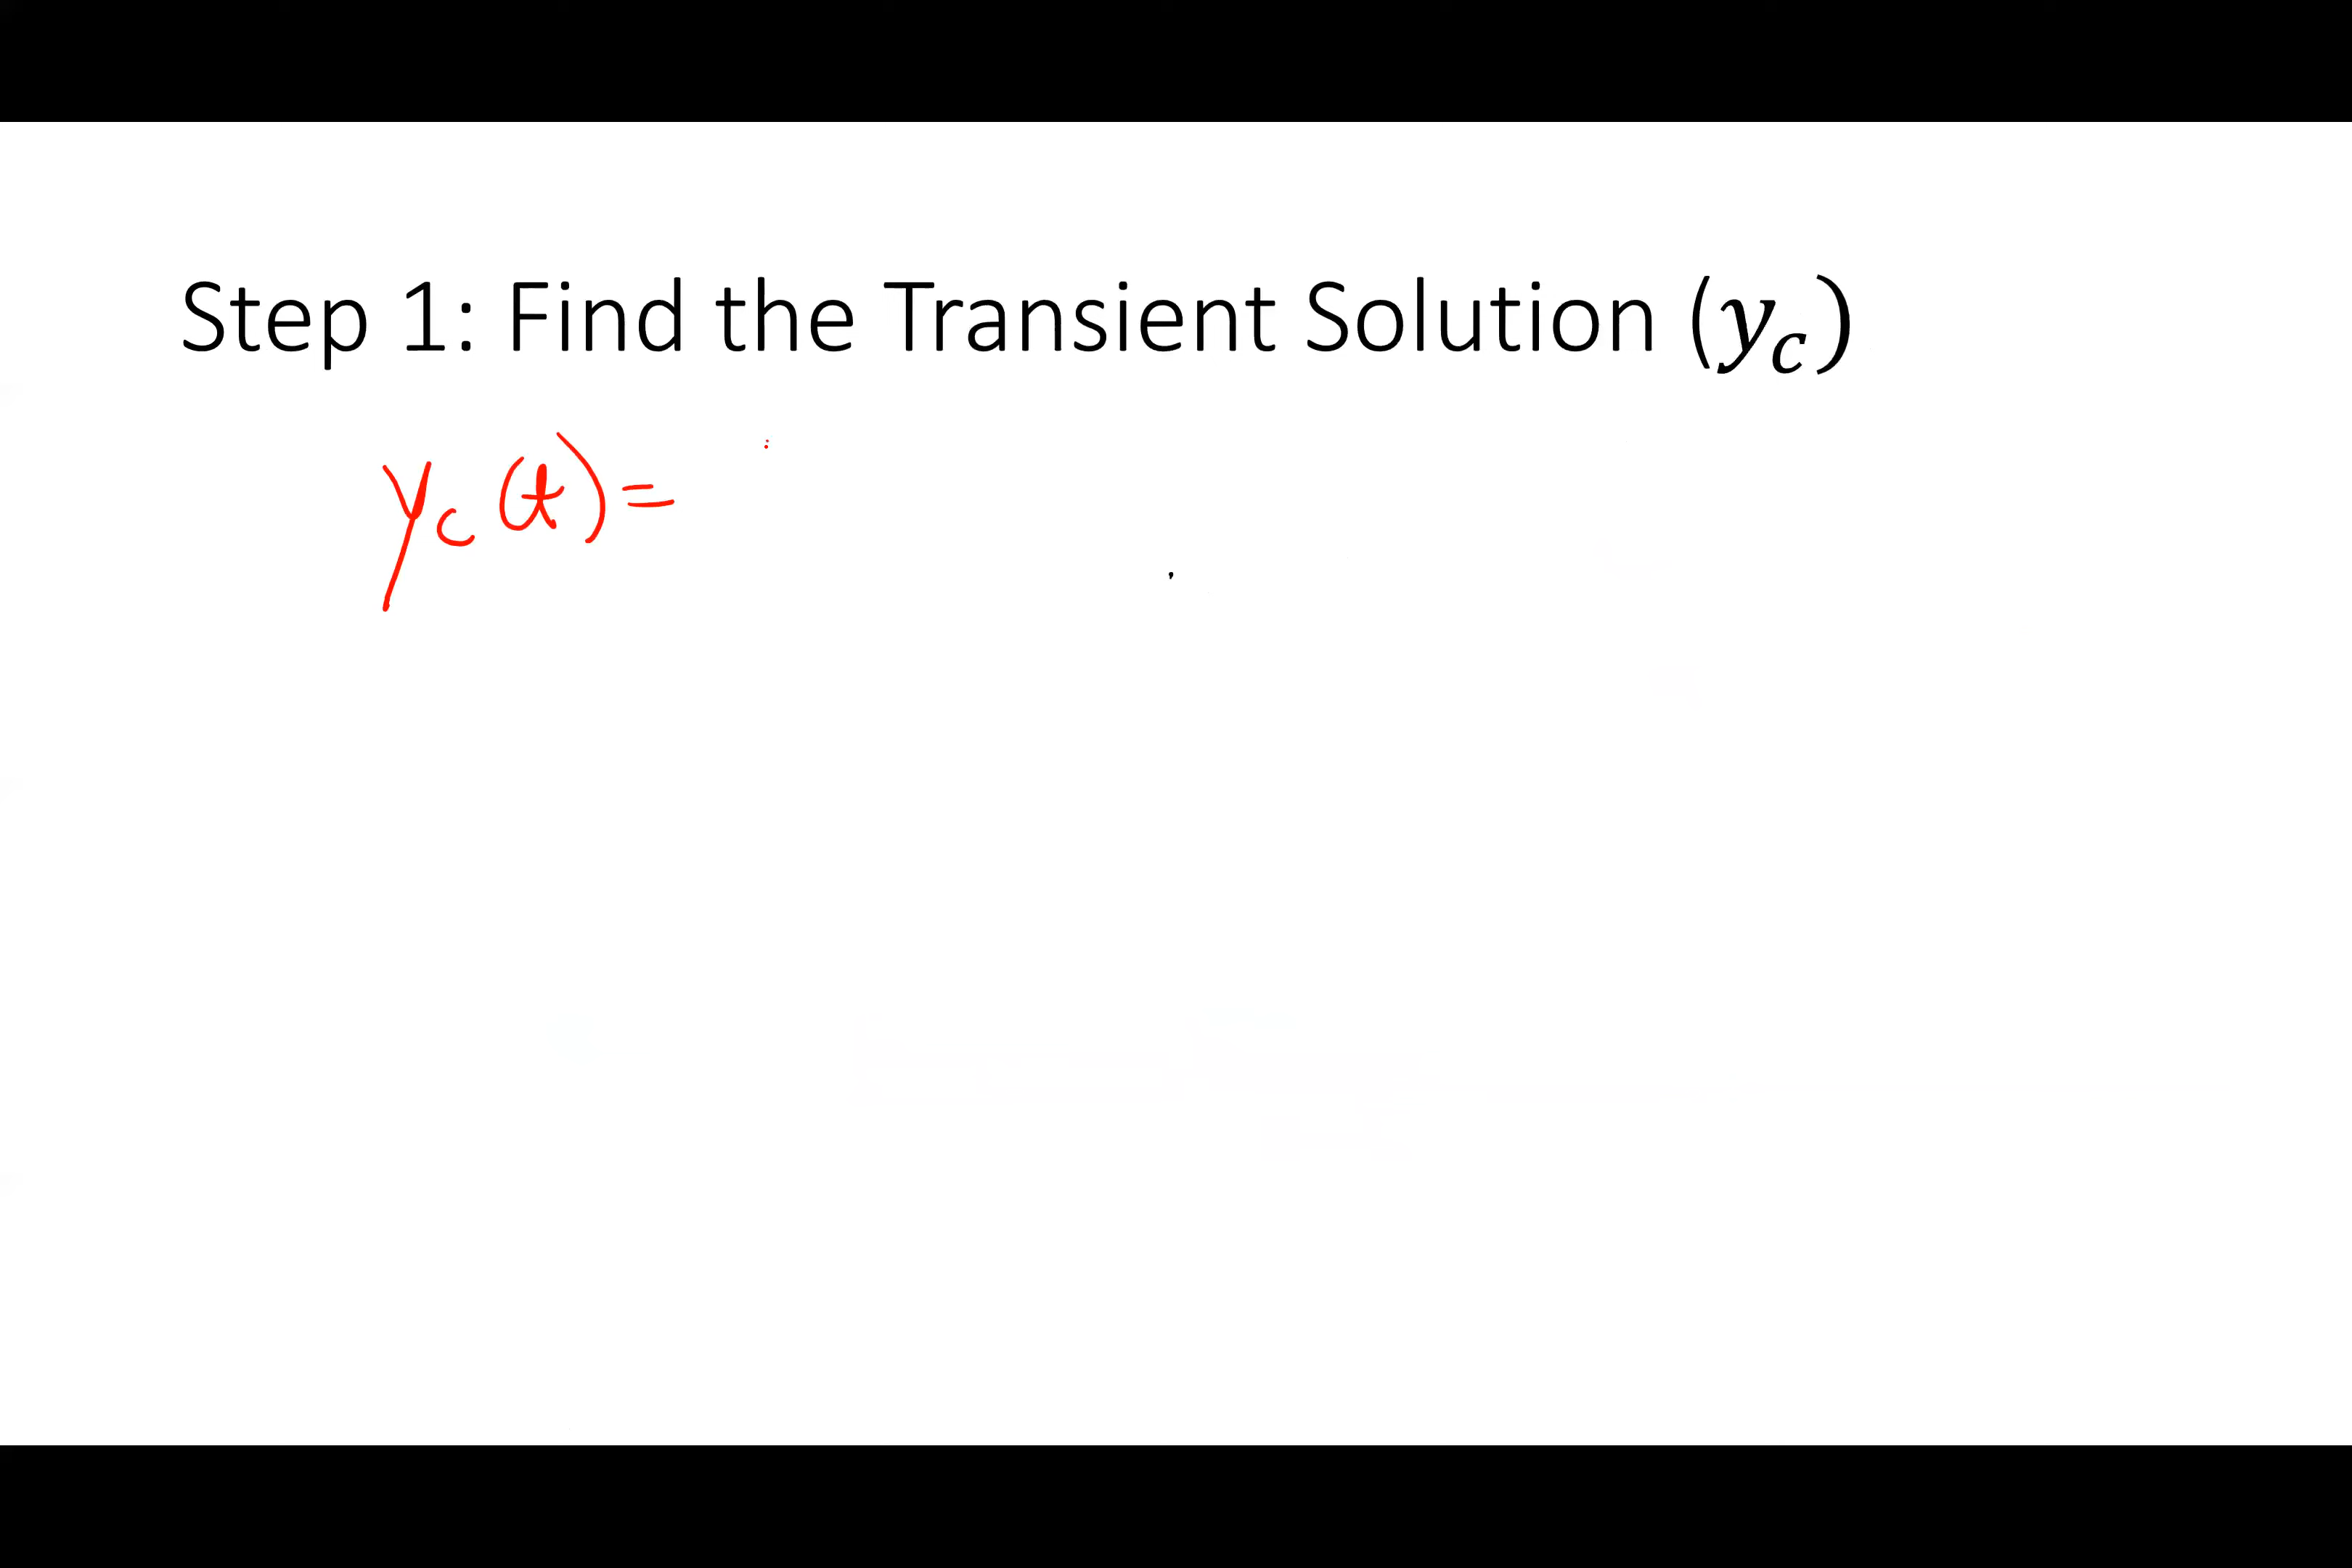 Step 1: Find the Transient Solution (y_c)
y_c(t)=